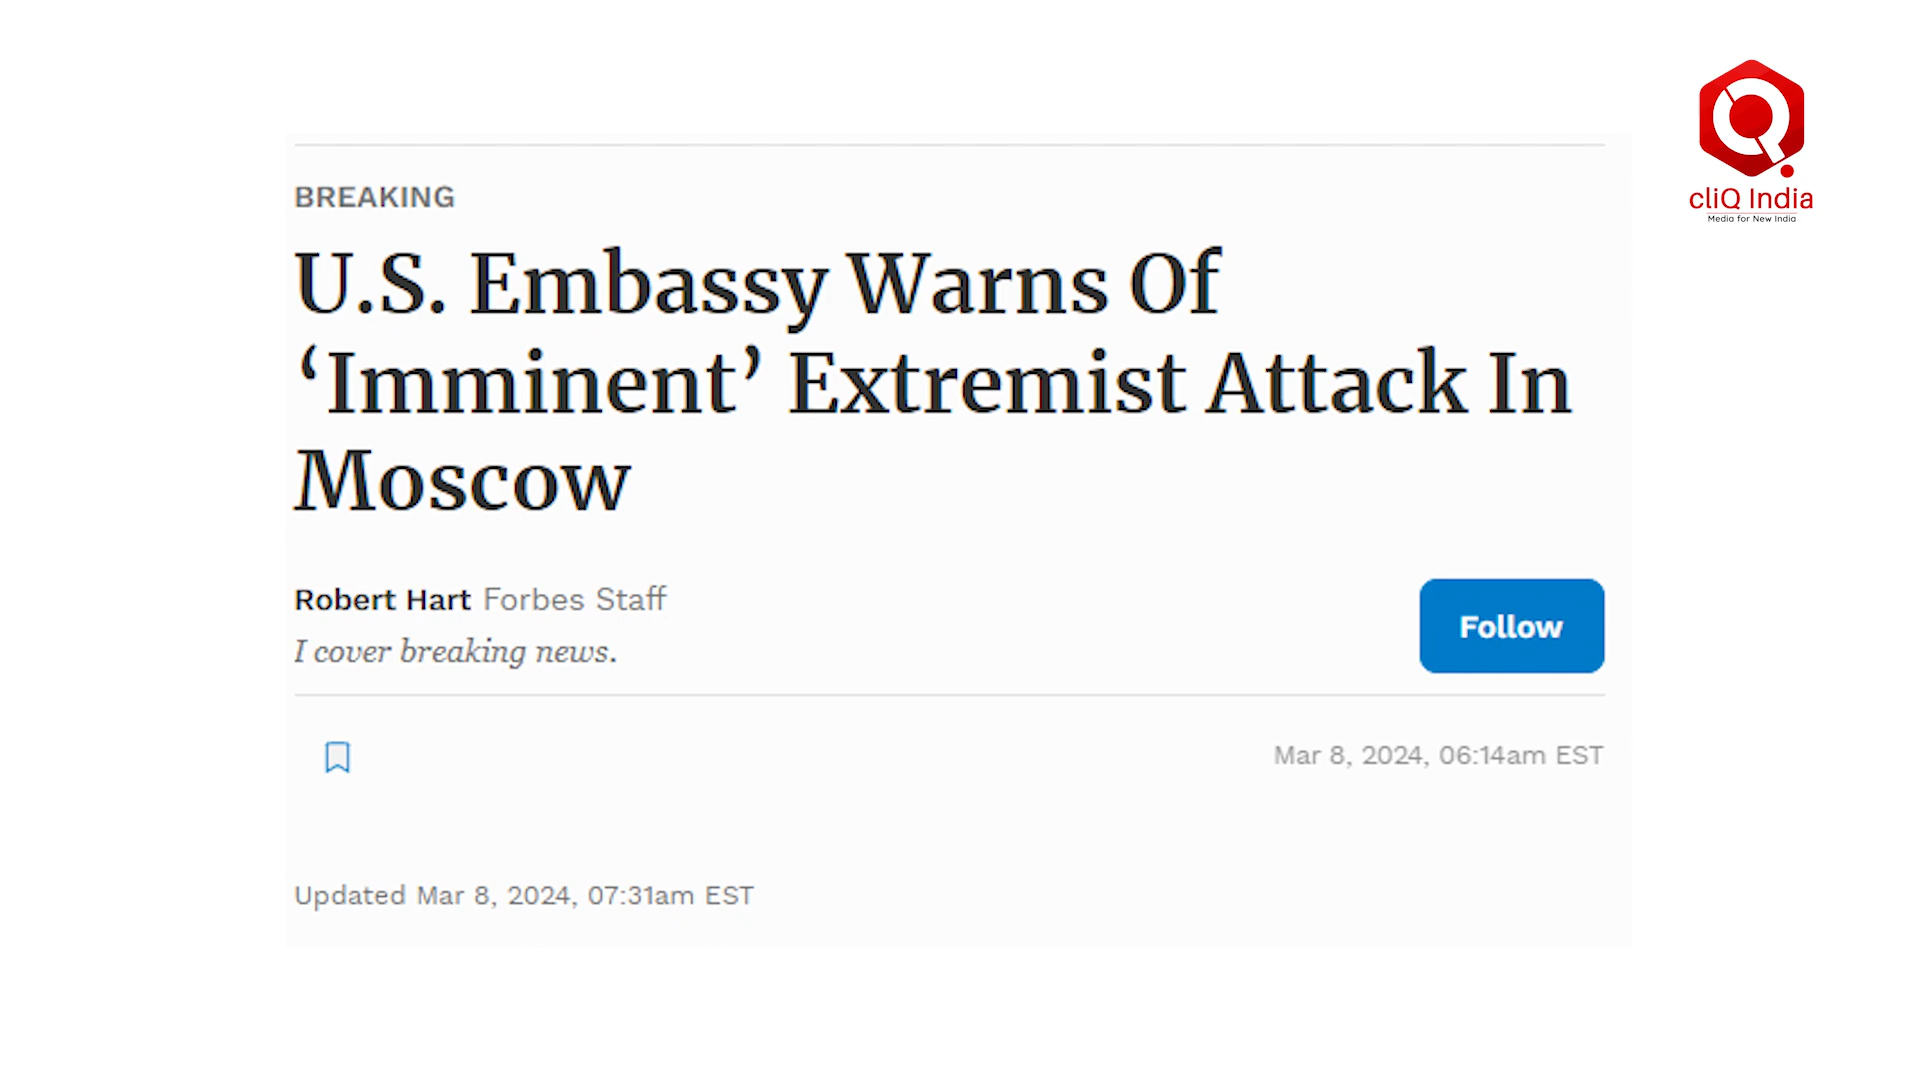 cliQ India
Media for New India
BREAKING
U.S. Embassy Warns Of
‘Imminent’ Extremist Attack In
Moscow
Robert Hart Forbes Staff
I cover breaking news.
Follow
Mar 8, 2024, 06:14am EST
Updated Mar 8, 2024, 07:31am EST